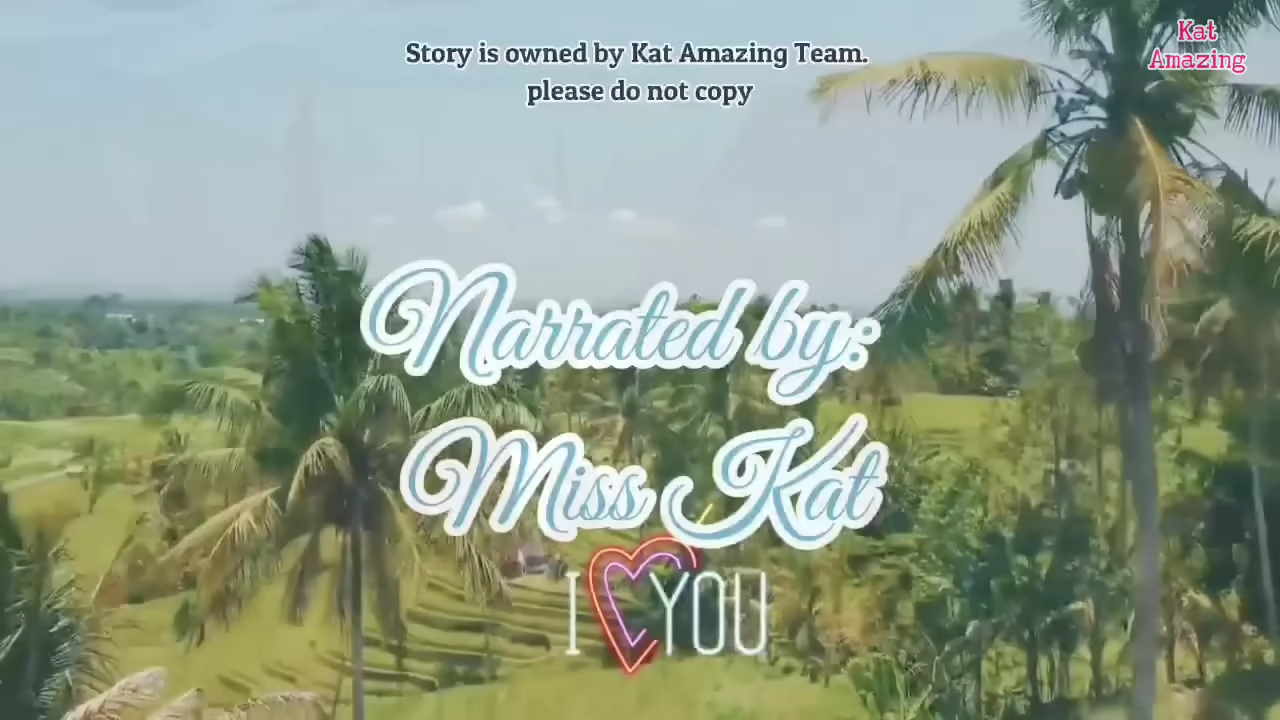 Story is owned by Kat Amazing Team.
please do not copy
Kat
Amazing
Narrated by:
Miss Kat
I YOU